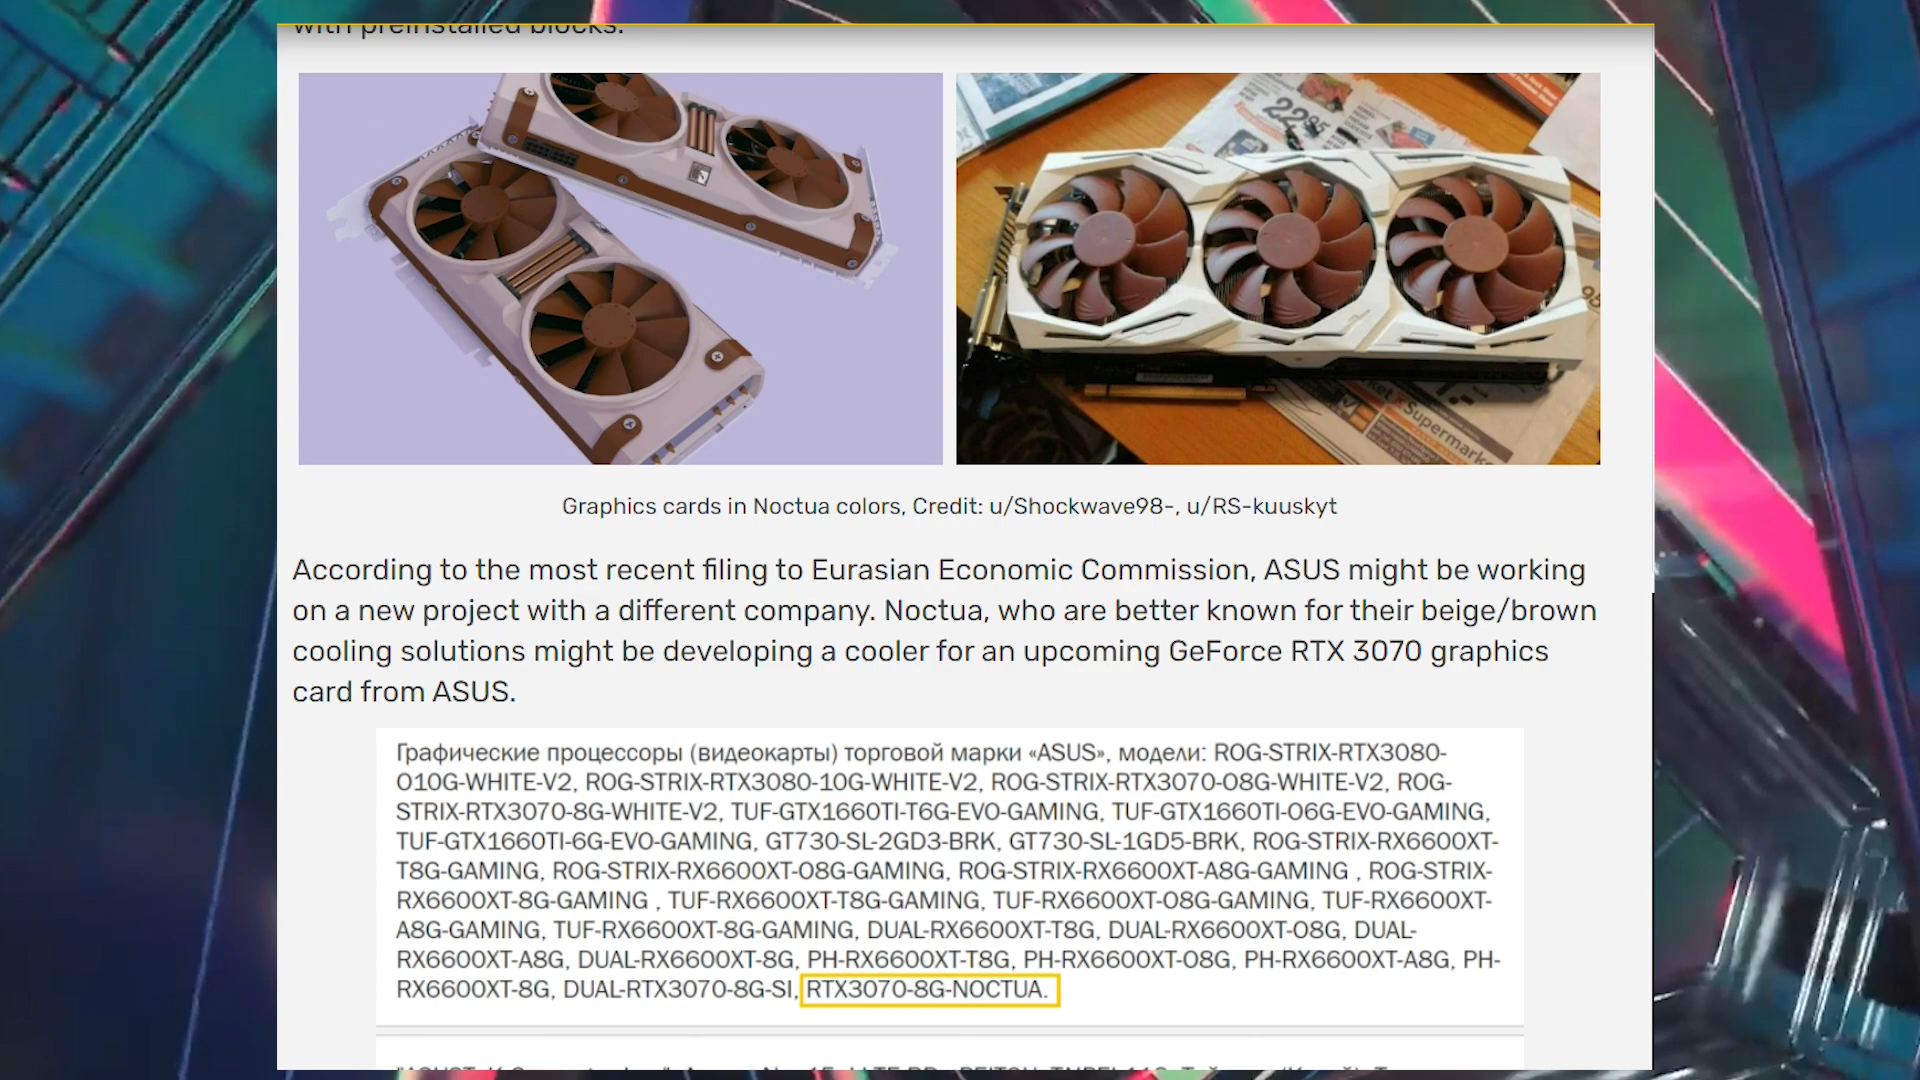 with preinstalled blocks.
22.95
ket Supermarke
Graphics cards in Noctua colors, Credit: u/Shockwave98-, u/RS-kuuskyt
According to the most recent filing to Eurasian Economic Commission, ASUS might be working
on a new project with a different company. Noctua, who are better known for their beige/brown
cooling solutions might be developing a cooler for an upcoming GeForce RTX 3070 graphics
card from ASUS.
Графические процессоры (видеокарты) торговой марки «ASUS», модели: ROG-STRIX-RTX3080-
O10G-WHITE-V2, ROG-STRIX-RTX3080-10G-WHITE-V2, ROG-STRIX-RTX3070-O8G-WHITE-V2, ROG-
STRIX-RTX3070-8G-WHITE-V2, TUF-GTX1660TI-T6G-EVO-GAMING, TUF-GTX1660TI-O6G-EVO-GAMING,
TUF-GTX1660TI-6G-EVO-GAMING, GT730-SL-2GD3-BRK, GT730-SL-1GD5-BRK, ROG-STRIX-RX6600XT-
T8G-GAMING, ROG-STRIX-RX6600XT-O8G-GAMING, ROG-STRIX-RX6600XT-A8G-GAMING , ROG-STRIX-
RX6600XT-8G-GAMING , TUF-RX6600XT-T8G-GAMING, TUF-RX6600XT-O8G-GAMING, TUF-RX6600XT-
A8G-GAMING, TUF-RX6600XT-8G-GAMING, DUAL-RX6600XT-T8G, DUAL-RX6600XT-O8G, DUAL-
RX6600XT-A8G, DUAL-RX6600XT-8G, PH-RX6600XT-T8G, PH-RX6600XT-O8G, PH-RX6600XT-A8G, PH-
RX6600XT-8G, DUAL-RTX3070-8G-SI, RTX3070-8G-NOCTUA.